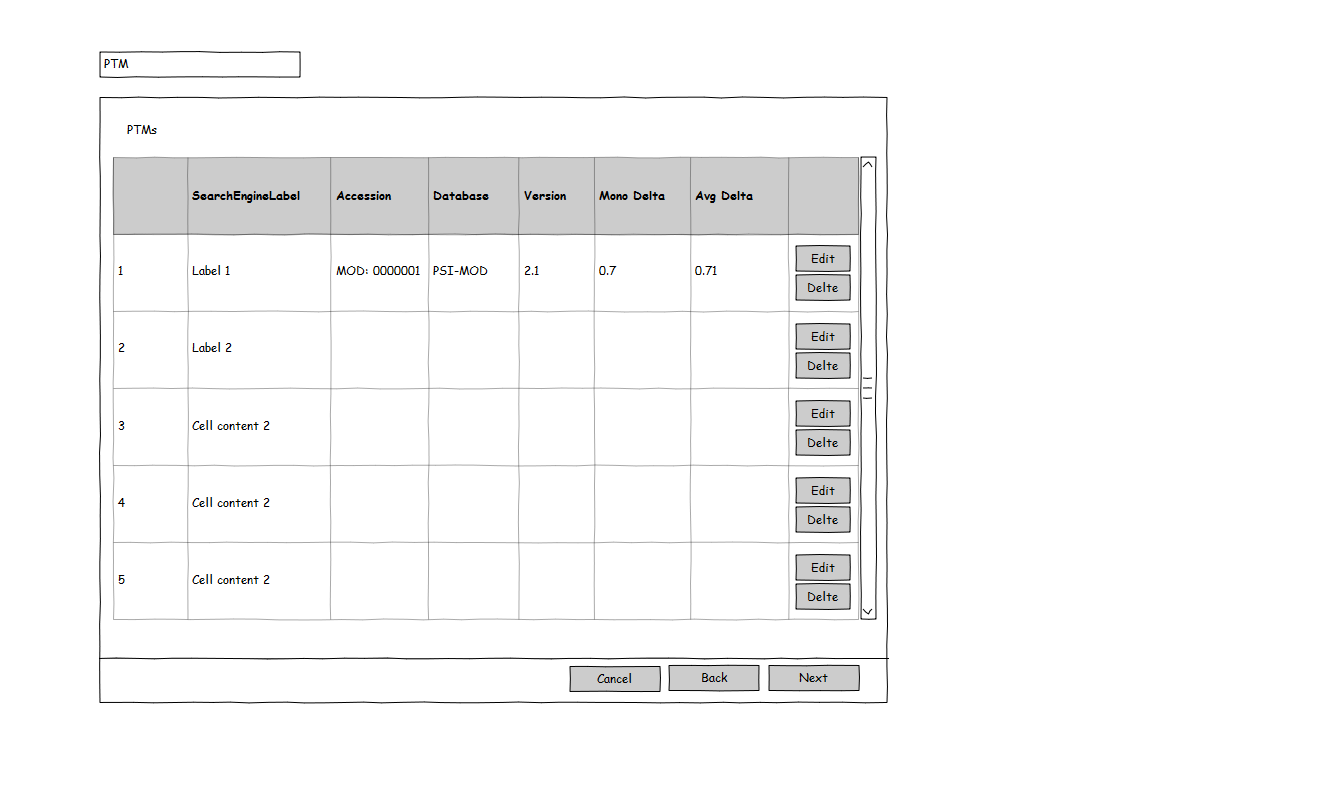 PTM
PTMs
SearchEngineLabel Accession Database Version Mono Delta Avg Delta
1 Label 1 MOD: 0000001 PSI-MOD 2.1 0.7 0.71 Edit
Delte
2 Label 2 Edit
Delte
3 Cell content 2 Edit
Delte
4 Cell content 2 Edit
Delte
5 Cell content 2 Edit
Delte
Cancel Back Next